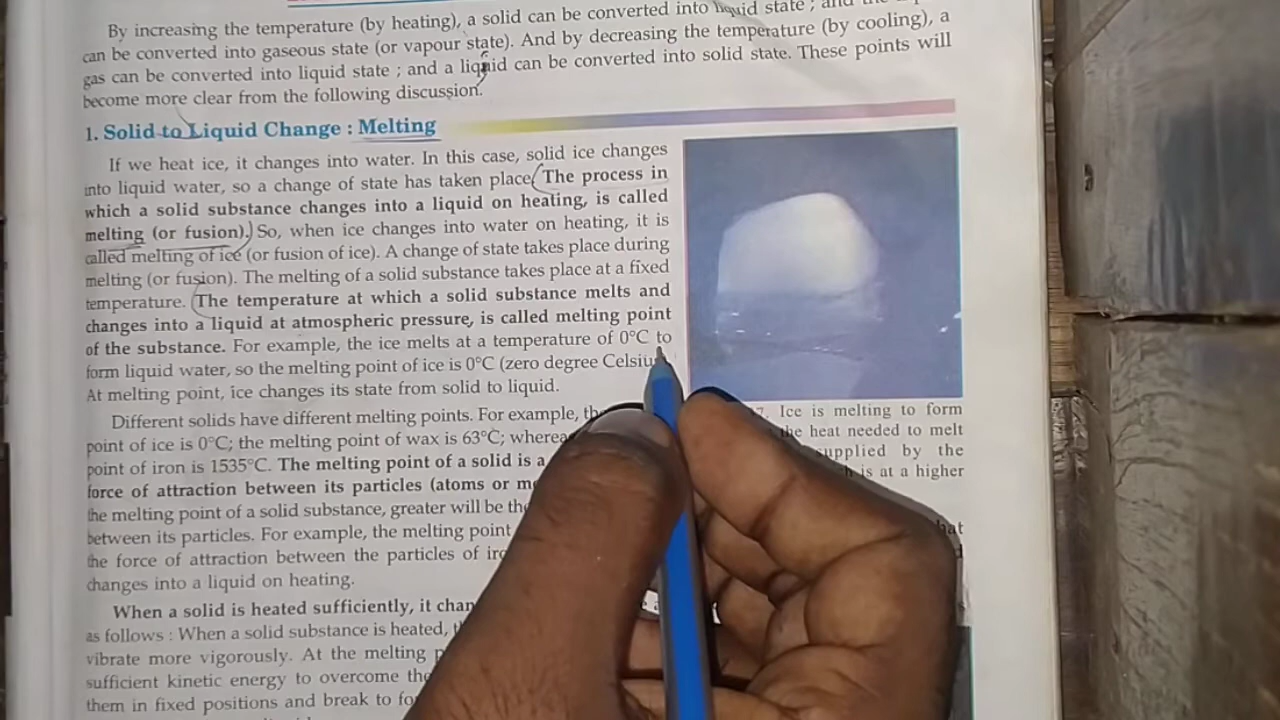 By increasing the temperature (by heating), a solid can be converted into liquid state ; and the
can be converted into gaseous state (or vapour state). And by decreasing the temperature (by cooling), a
gas can be converted into liquid state ; and a liquid can be converted into solid state. These points will
become more clear from the following discussion.
1. Solid to Liquid Change : Melting
If we heat ice, it changes into water. In this case, solid ice changes
into liquid water, so a change of state has taken place. The process in
which a solid substance changes into a liquid on heating, is called
melting (or fusion). So, when ice changes into water on heating, it is
called melting of ice (or fusion of ice). A change of state takes place during
melting (or fusion). The melting of a solid substance takes place at a fixed
temperature. The temperature at which a solid substance melts and
changes into a liquid at atmospheric pressure, is called melting point
of the substance. For example, the ice melts at a temperature of 0°C to
form liquid water, so the melting point of ice is 0°C (zero degree Celsius
At melting point, ice changes its state from solid to liquid.
Different solids have different melting points. For example,
point of ice is 0°C; the melting point of wax is 63°C;
point of iron is 1535°C. The melting point of a solid is a
force of attraction between its particles (atoms or
the melting point of a solid substance, greater will be
between its particles. For example, the melting point
the force of attraction between the particles of
changes into a liquid on heating.
When a solid is heated sufficiently, it
as follows : When a solid substance is heated,
vibrate more vigorously. At the melting
sufficient kinetic energy to overcome
them in fixed positions and break to
Ice is melting to form
the heat needed to melt
supplied by the
is at a higher